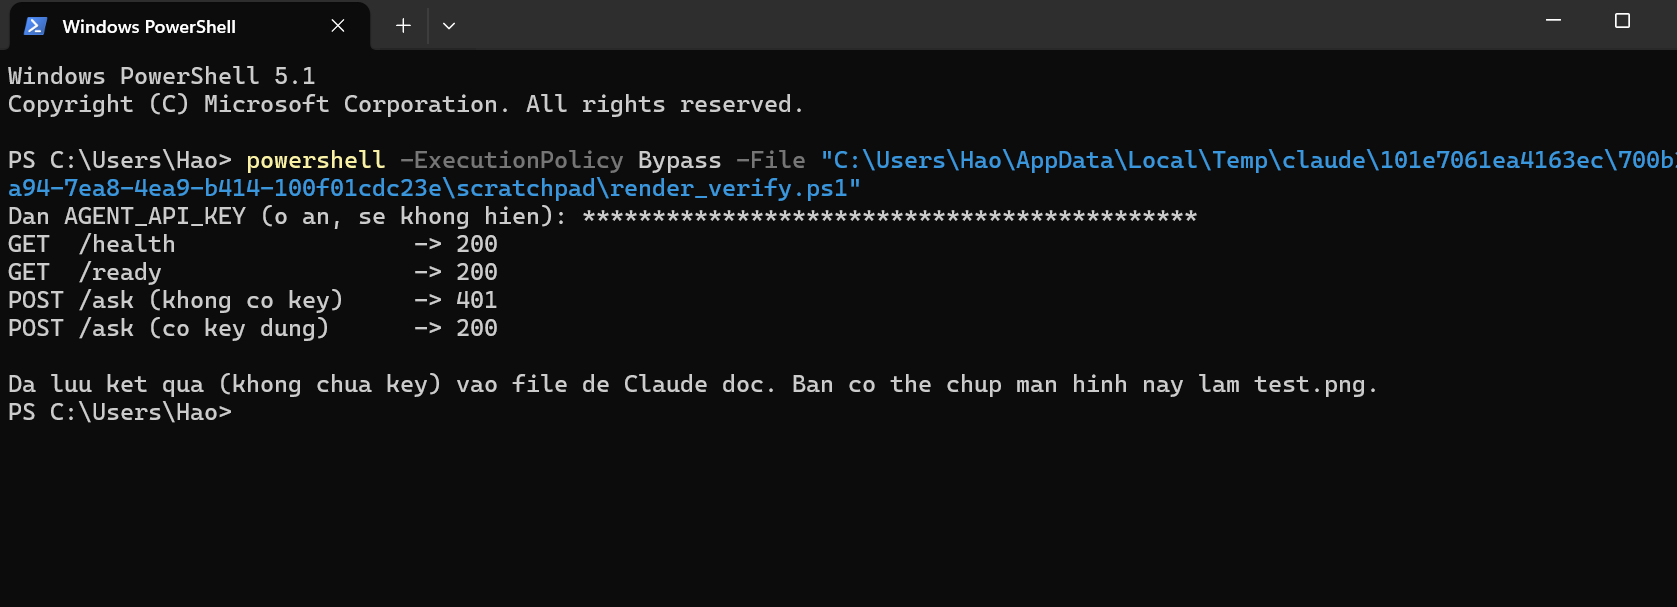 Windows PowerShell
Windows PowerShell 5.1
Copyright (C) Microsoft Corporation. All rights reserved.
PS C:\Users\Hao> powershell -ExecutionPolicy Bypass -File "C:\Users\Hao\AppData\Local\Temp\claude\101e7061ea4163ec\700b
a94-7ea8-4ea9-b414-100f01cdc23e\scratchpad\render_verify.ps1"
Dan AGENT_API_KEY (o an, se khong hien): ********************************************
GET  /health                 -> 200
GET  /ready                  -> 200
POST /ask (khong co key)     -> 401
POST /ask (co key dung)      -> 200
Da luu ket qua (khong chua key) vao file de Claude doc. Ban co the chup man hinh nay lam test.png.
PS C:\Users\Hao>